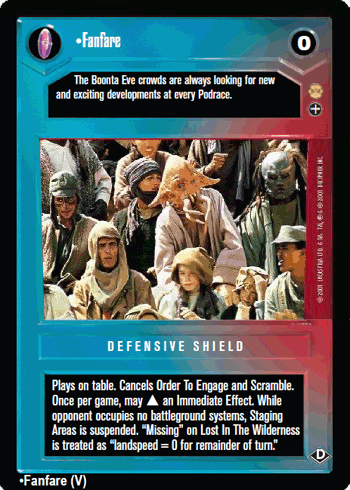 •Fanfare
0
The Boonta Eve crowds are always looking for new
and exciting developments at every Podrace.
DEFENSIVE SHIELD
Plays on table. Cancels Order To Engage and Scramble.
Once per game, may ▲ an Immediate Effect. While
opponent occupies no battleground systems, Staging
Areas is suspended. “Missing” on Lost In The Wilderness
is treated as “landspeed = 0 for remainder of turn.”
D
•Fanfare (V)